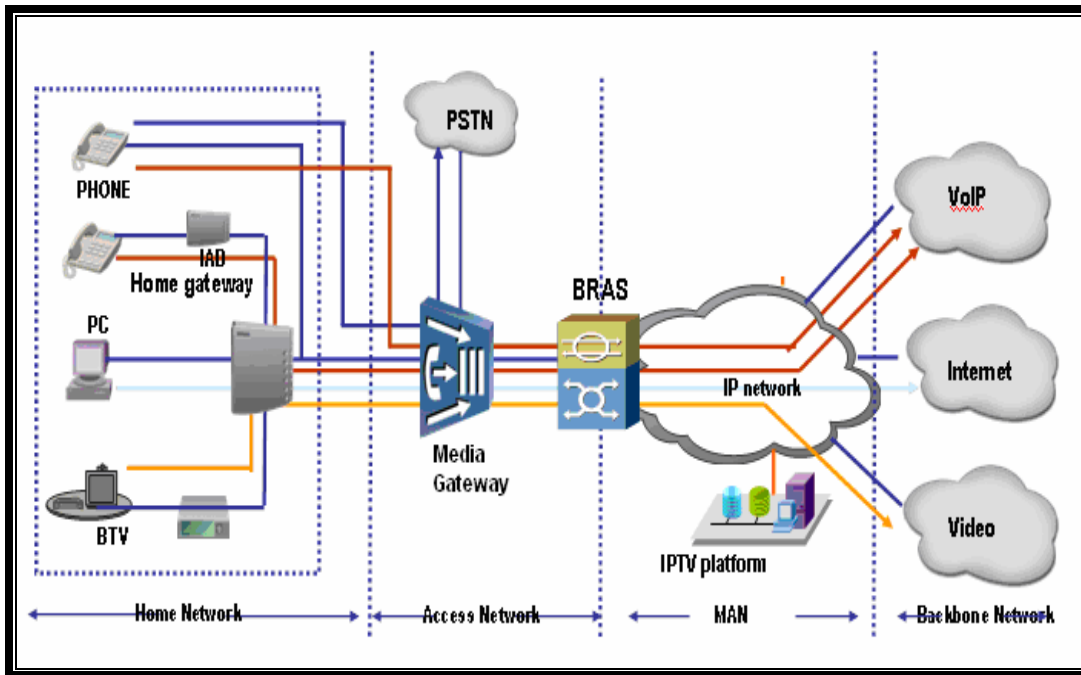 PSTN
PHONE
VoIP
IAD
Home gateway
BRAS
PC
Internet
IP network
Media
Gateway
BTV
Video
IPTV platform
Home Network
Access Network
MAN
Backbone Network